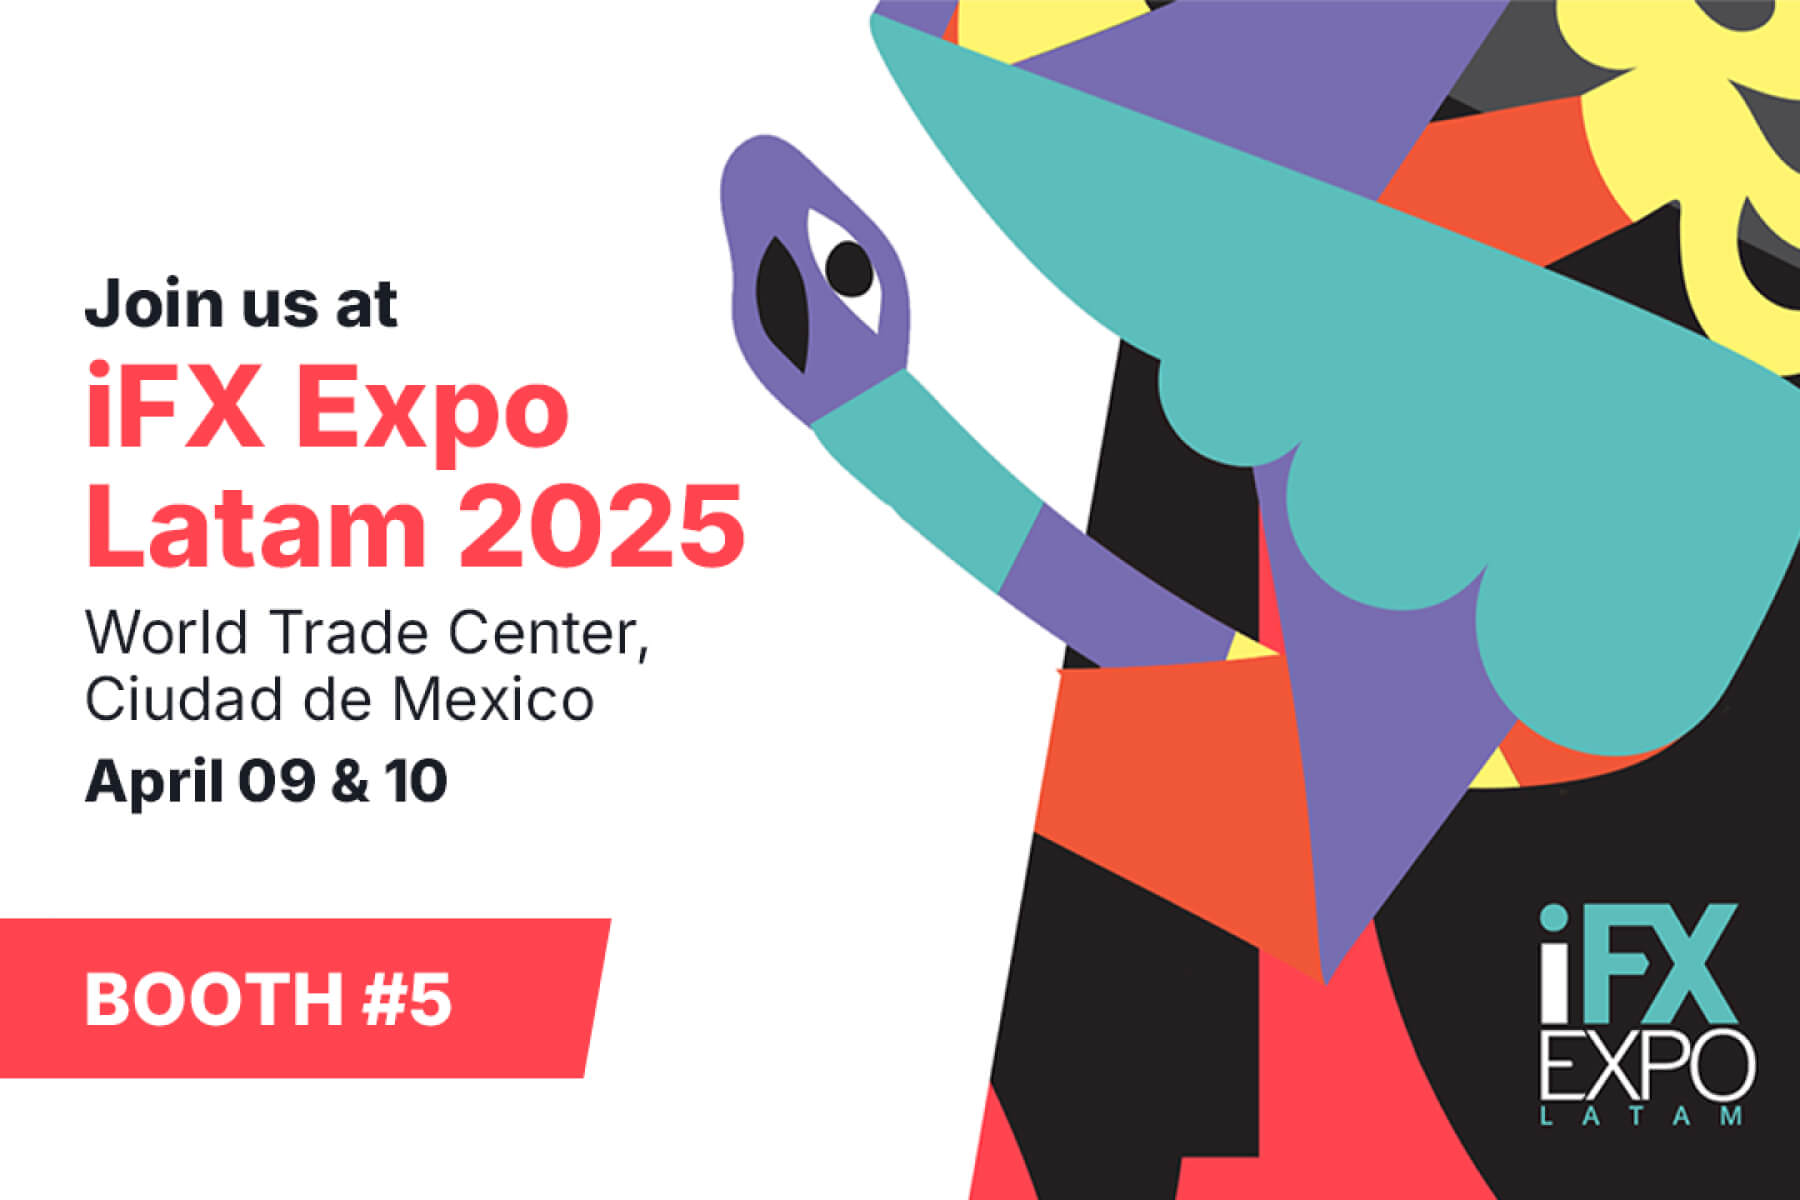 Join us at
iFX Expo
Latam 2025
World Trade Center,
Ciudad de Mexico
April 09 & 10
BOOTH #5
iFX
EXPO
LATAM